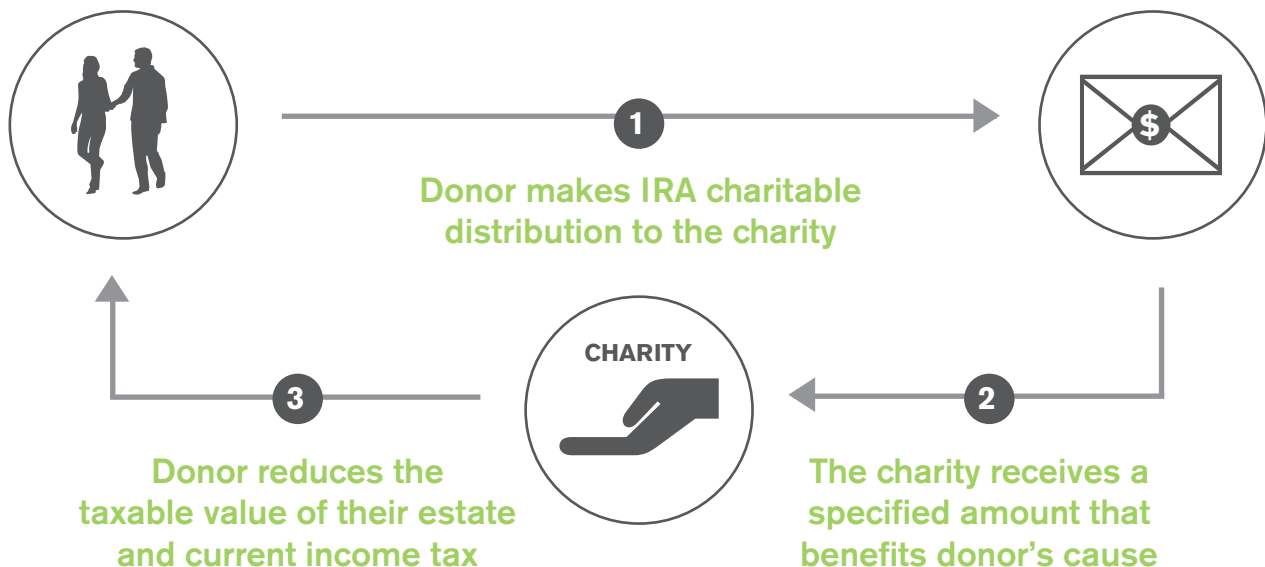 $
1
Donor makes IRA charitable
distribution to the charity
CHARITY
2
The charity receives a
specified amount that
benefits donor’s cause
3
Donor reduces the
taxable value of their estate
and current income tax